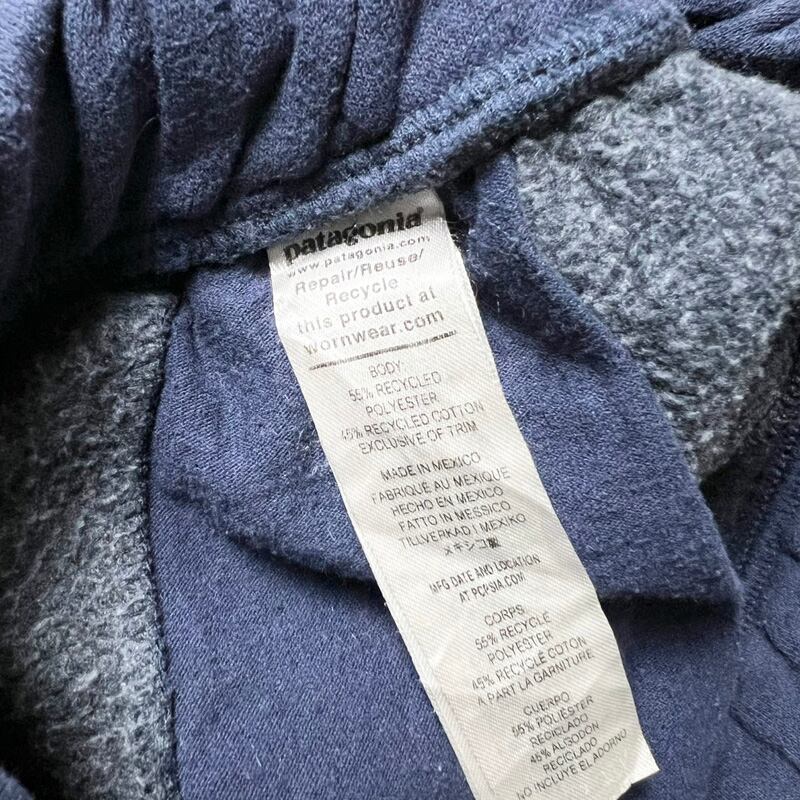 patagonia®
www.patagonia.com
Repair/Reuse/
Recycle
this product at
wornwear.com
BODY:
55% RECYCLED
POLYESTER
45% RECYCLED COTTON
EXCLUSIVE OF TRIM
MADE IN MEXICO
FABRIQUE AU MEXIQUE
HECHO EN MEXICO
FATTO IN MESSICO
TILLVERKAD I MEXIKO
メキシコ製
MFG DATE AND LOCATION
AT PCPSIA.COM
CORPS:
55% RECYCLÉ
POLYESTER
45% RECYCLÉ COTON
A PART LA GARNITURE
CUERPO
55% POLIÉSTER
RECICLADO
45% ALGODÓN
RECICLADO
NO INCLUYE EL ADORNO